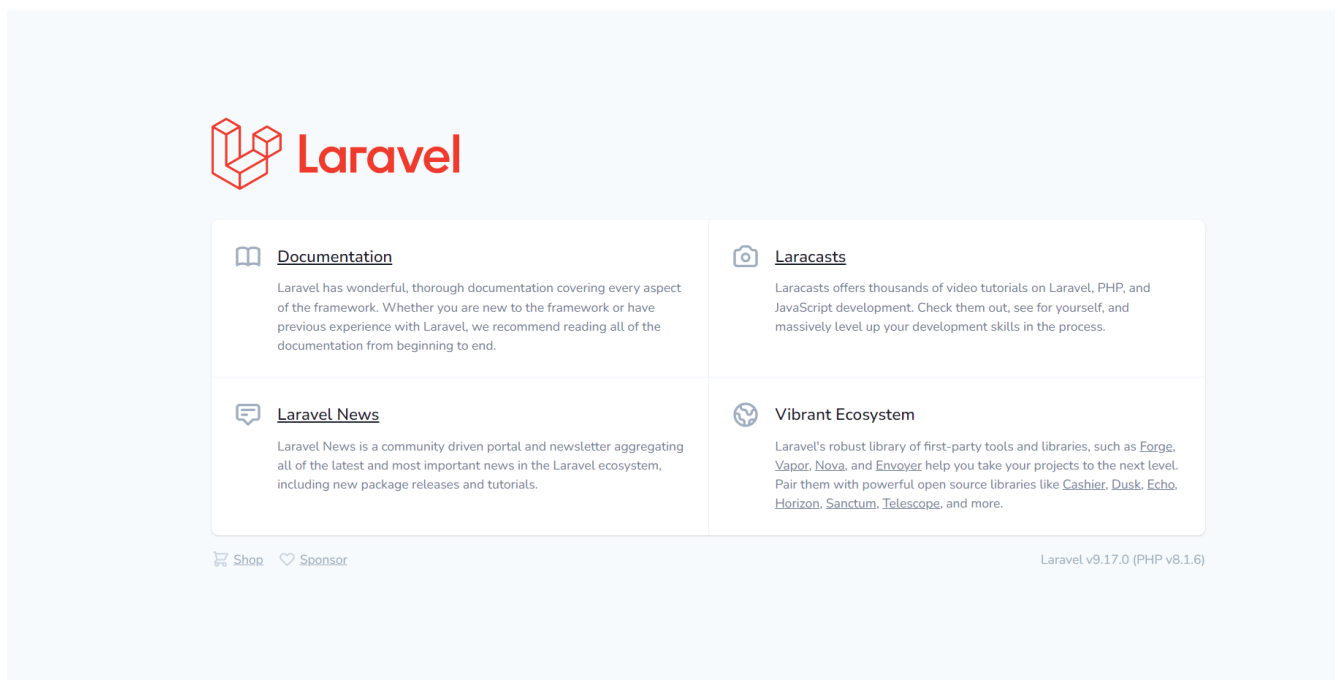 Laravel
Documentation
Laravel has wonderful, thorough documentation covering every aspect
of the framework. Whether you are new to the framework or have
previous experience with Laravel, we recommend reading all of the
documentation from beginning to end.
Laracasts
Laracasts offers thousands of video tutorials on Laravel, PHP, and
JavaScript development. Check them out, see for yourself, and
massively level up your development skills in the process.
Laravel News
Laravel News is a community driven portal and newsletter aggregating
all of the latest and most important news in the Laravel ecosystem,
including new package releases and tutorials.
Vibrant Ecosystem
Laravel's robust library of first-party tools and libraries, such as Forge,
Vapor, Nova, and Envoyer help you take your projects to the next level.
Pair them with powerful open source libraries like Cashier, Dusk, Echo,
Horizon, Sanctum, Telescope, and more.
Shop Sponsor
Laravel v9.17.0 (PHP v8.1.6)